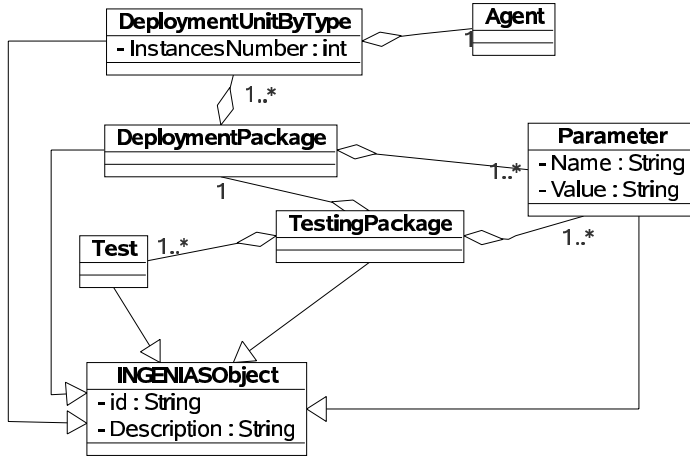 DeploymentUnitByType
- InstancesNumber : int
Agent
1
1..*
DeploymentPackage
Parameter
- Name : String
- Value : String
1..*
1
TestingPackage
1..*
1..*
Test
INGENIASObject
- id : String
- Description : String